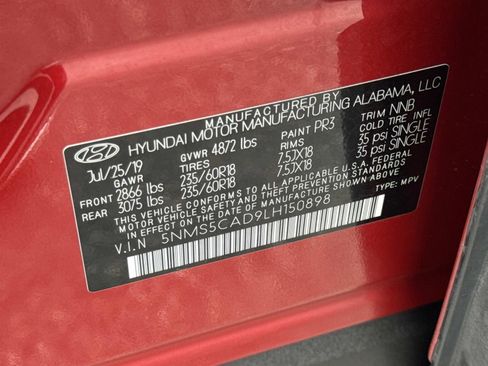 MANUFACTURED BY
HYUNDAI MOTOR MANUFACTURING ALABAMA, LLC
Jul/25/19 GVWR 4872 lbs PAINT PR3 TRIM NNB
GAWR TIRES RIMS COLD TIRE INFL
FRONT 2866 lbs 235/60R18 7.5JX18 35 psi SINGLE
REAR 3075 lbs 235/60R18 7.5JX18 35 psi SINGLE
THIS VEHICLE CONFORMS TO ALL APPLICABLE U.S.A. FEDERAL
MOTOR VEHICLE SAFETY AND THEFT PREVENTION STANDARDS
IN EFFECT ON THE DATE OF MANUFACTURE SHOWN ABOVE.
V.I.N 5NMS5CAD9LH150898 TYPE: MPV